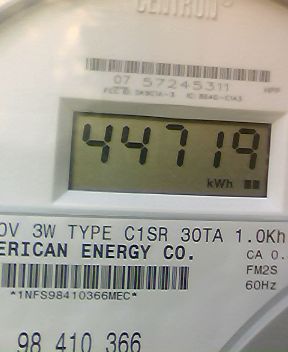 CENTRON®
07 57245311
44719
kWh
0V 3W TYPE C1SR 30TA 1.0Kh
ERICAN ENERGY CO.
CA 0.
FM2S
*1NFS98410366MEC*
60Hz
98 410 366